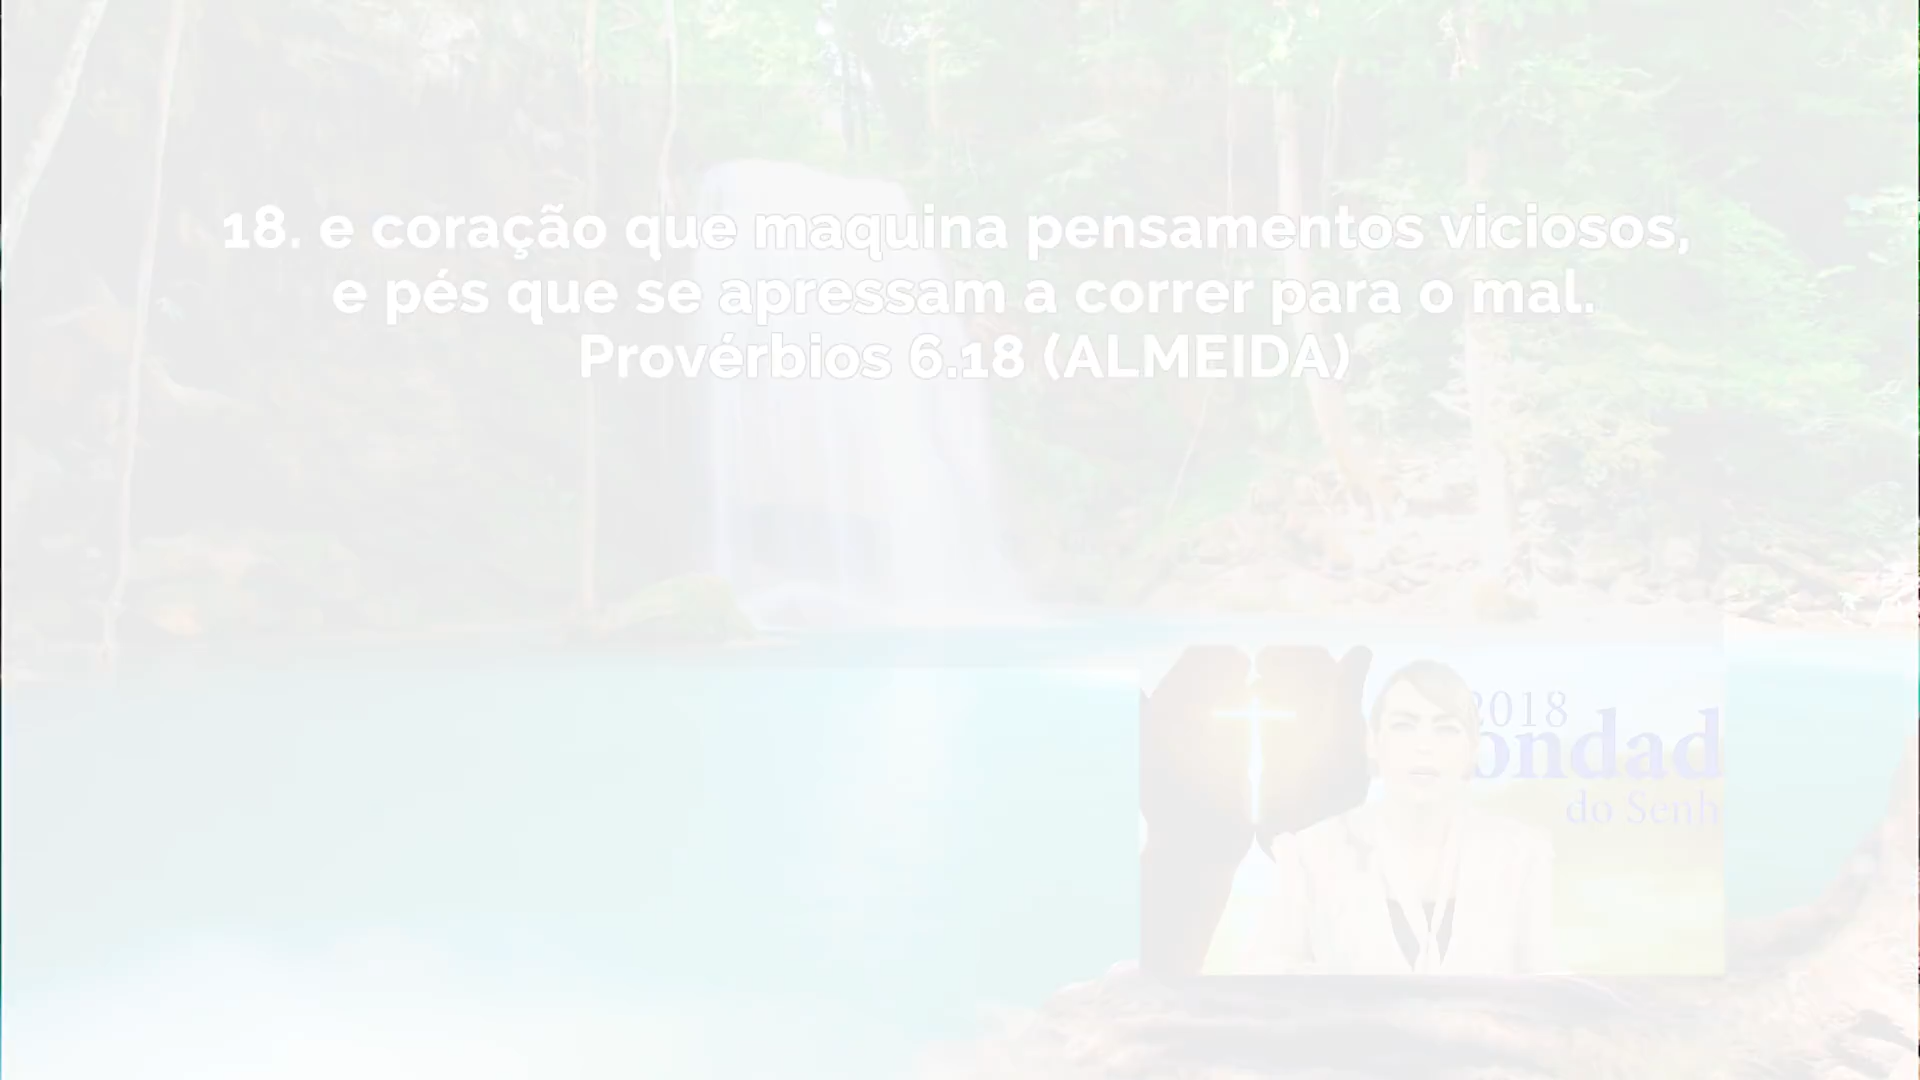 18. e coração que maquina pensamentos viciosos,
e pés que se apressam a correr para o mal.
Provérbios 6.18 (ALMEIDA)
2018
ondad
do Senh